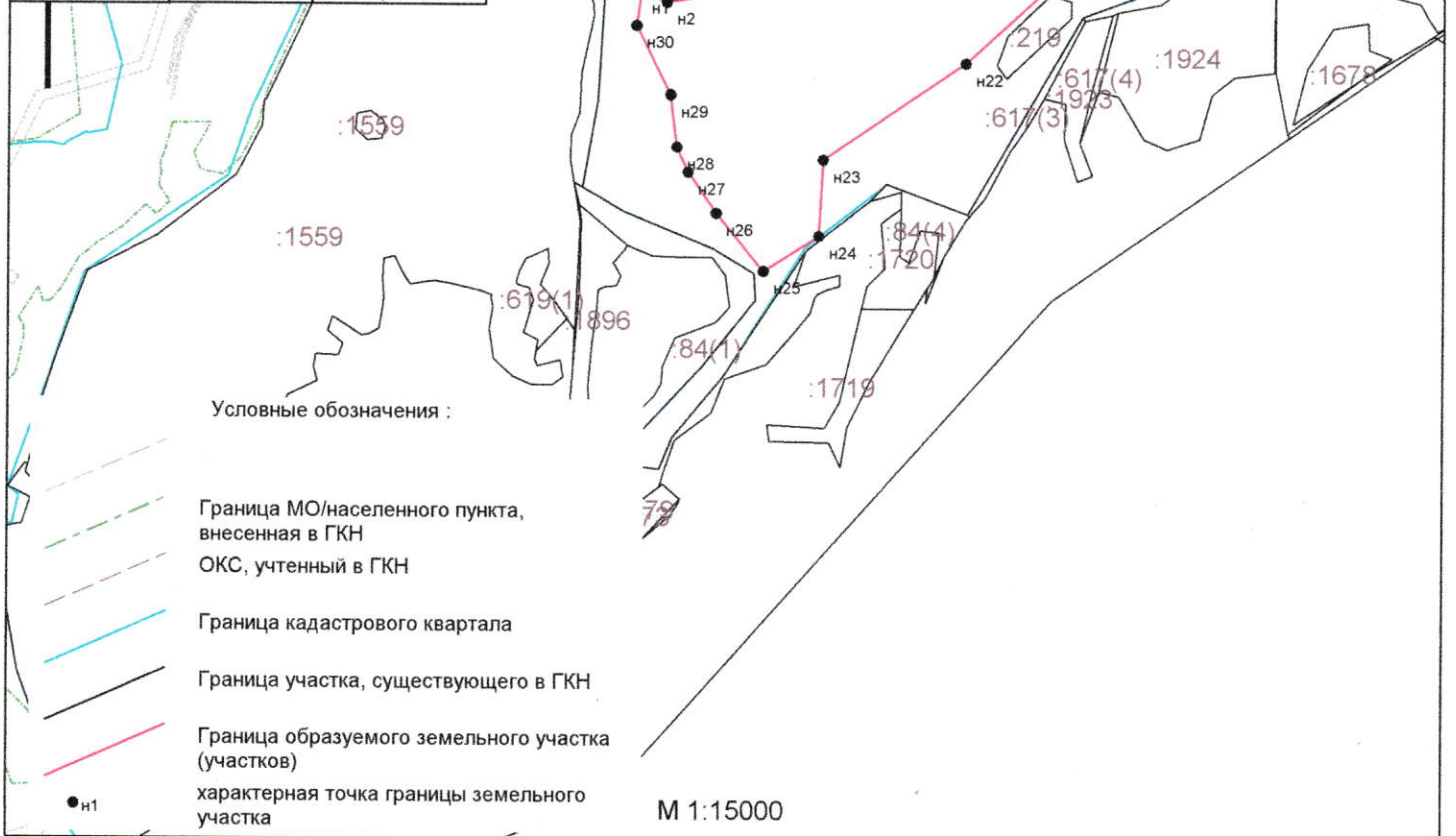 н1
н2
н30
:219
н22
:617(4)
:1924
:1678
:1923
:617(3)
н29
:1559
н28
н23
н27
н26
:1559
н24
:84(4)
:1720
н25
:619(1)
:1896
:84(1)
:1719
Условные обозначения :
Граница МО/населенного пункта,
внесенная в ГКН
ОКС, учтенный в ГКН
Граница кадастрового квартала
Граница участка, существующего в ГКН
Граница образуемого земельного участка
(участков)
н1
характерная точка границы земельного
участка
М 1:15000